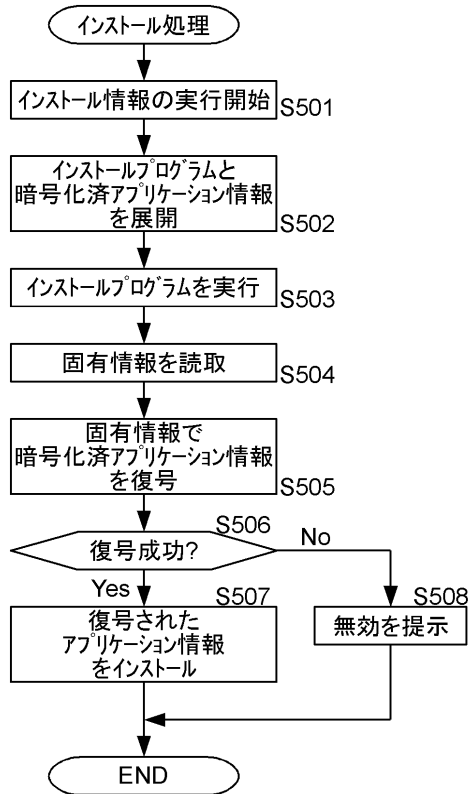 インストール処理
インストール情報の実行開始
S501
インストールプログラムと
暗号化済アプリケーション情報
を展開
S502
インストールプログラムを実行
S503
固有情報を読取
S504
固有情報で
暗号化済アプリケーション情報
を復号
S505
S506
復号成功?
No
Yes
S507
復号された
アプリケーション情報
をインストール
S508
無効を提示
END